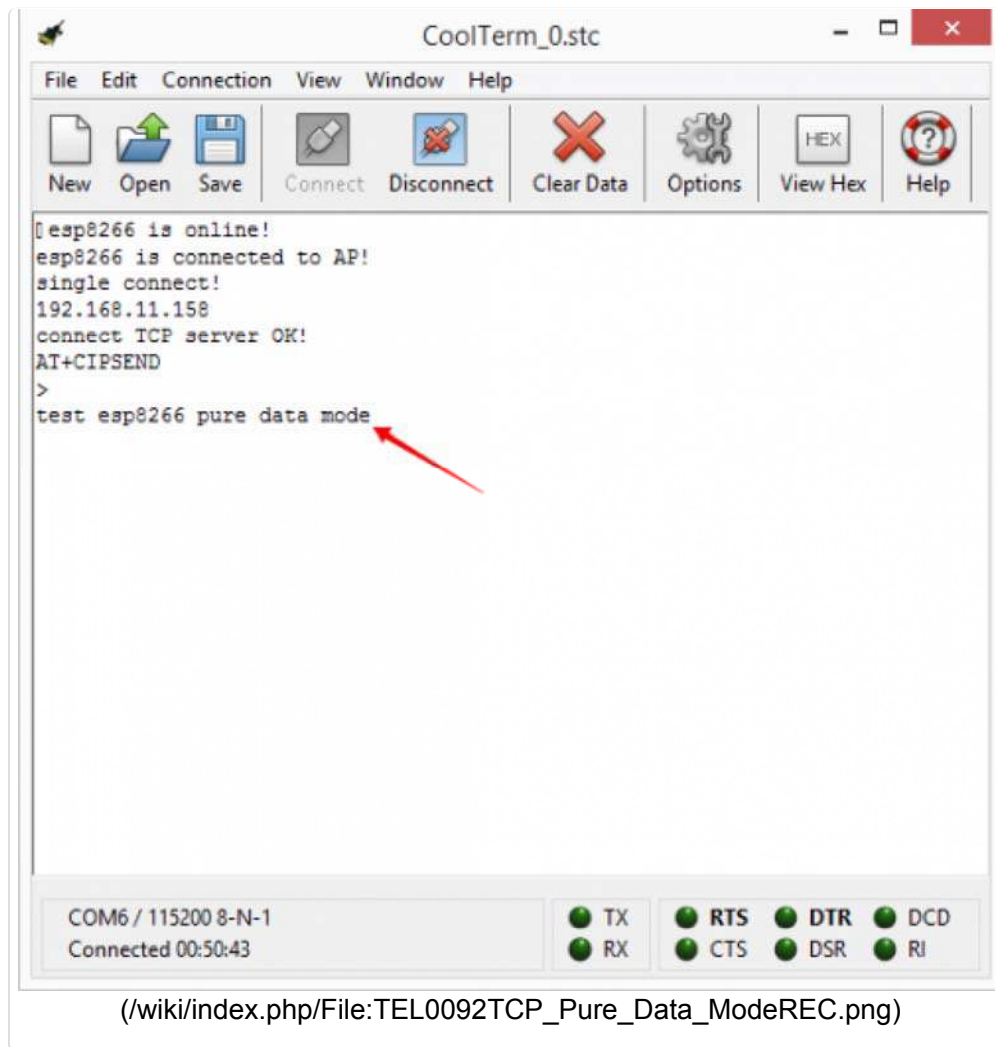 CoolTerm_0.stc
File Edit Connection View Window Help
New Open Save Connect Disconnect Clear Data Options HEX View Hex ? Help
esp8266 is online!
esp8266 is connected to AP!
single connect!
192.168.11.158
connect TCP server OK!
AT+CIPSEND
>
test esp8266 pure data mode
COM6 / 115200 8-N-1 TX RTS DTR DCD
Connected 00:50:43 RX CTS DSR RI
(/wiki/index.php/File:TEL0092TCP_Pure_Data_ModeREC.png)